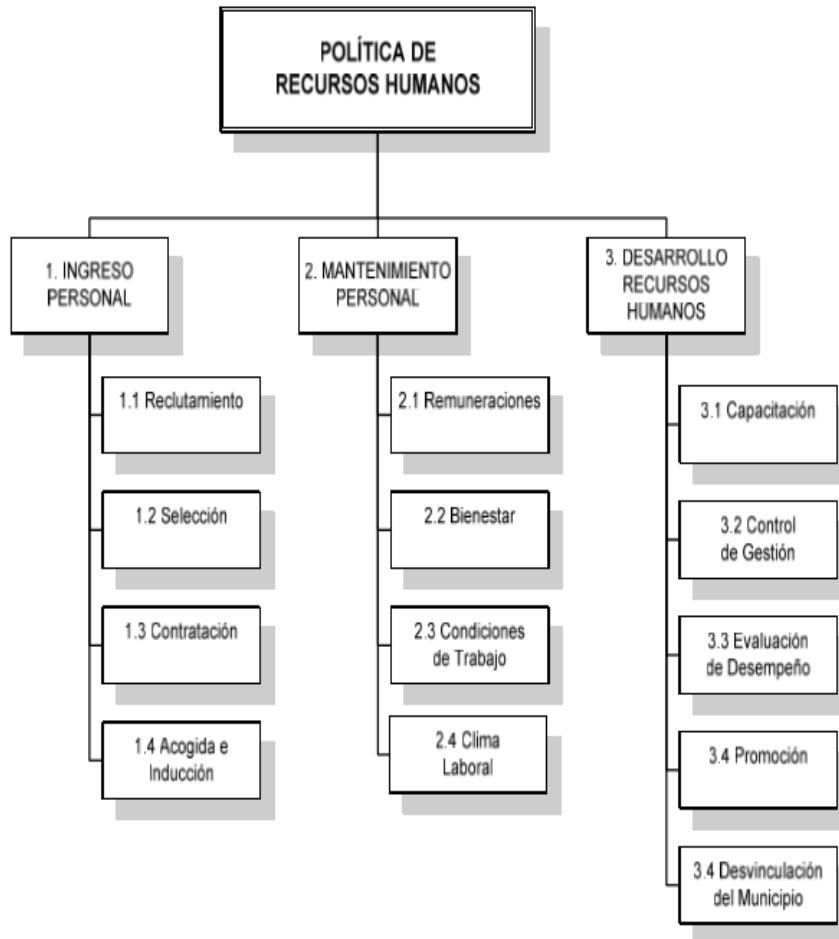 POLÍTICA DE
RECURSOS HUMANOS
1. INGRESO
PERSONAL
1.1 Reclutamiento
1.2 Selección
1.3 Contratación
1.4 Acogida e
Inducción
2. MANTENIMIENTO
PERSONAL
2.1 Remuneraciones
2.2 Bienestar
2.3 Condiciones
de Trabajo
2.4 Clima
Laboral
3. DESARROLLO
RECURSOS
HUMANOS
3.1 Capacitación
3.2 Control
de Gestión
3.3 Evaluación
de Desempeño
3.4 Promoción
3.4 Desvinculación
del Municipio